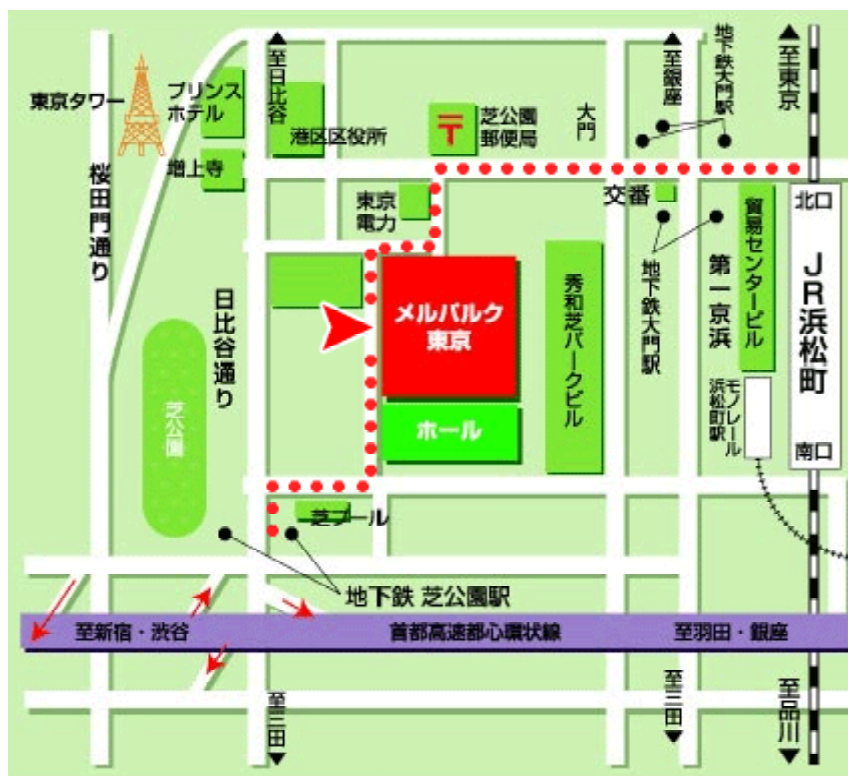 至日比谷
至銀座
地下鉄大門駅
至東京
東京タワー
プリンス
ホテル
港区区役所
芝公園
郵便局
大門
増上寺
桜田門通り
東京
電力
交番
北口
貿易センタービル
地下鉄大門駅
第一京浜
JR浜松町
メルパルク
東京
秀和芝パークビル
日比谷通り
芝公園
ホール
モノレール
浜松町駅
南口
芝プール
地下鉄 芝公園駅
至新宿・渋谷
首都高速都心環状線
至羽田・銀座
至三田
至三田
至品川